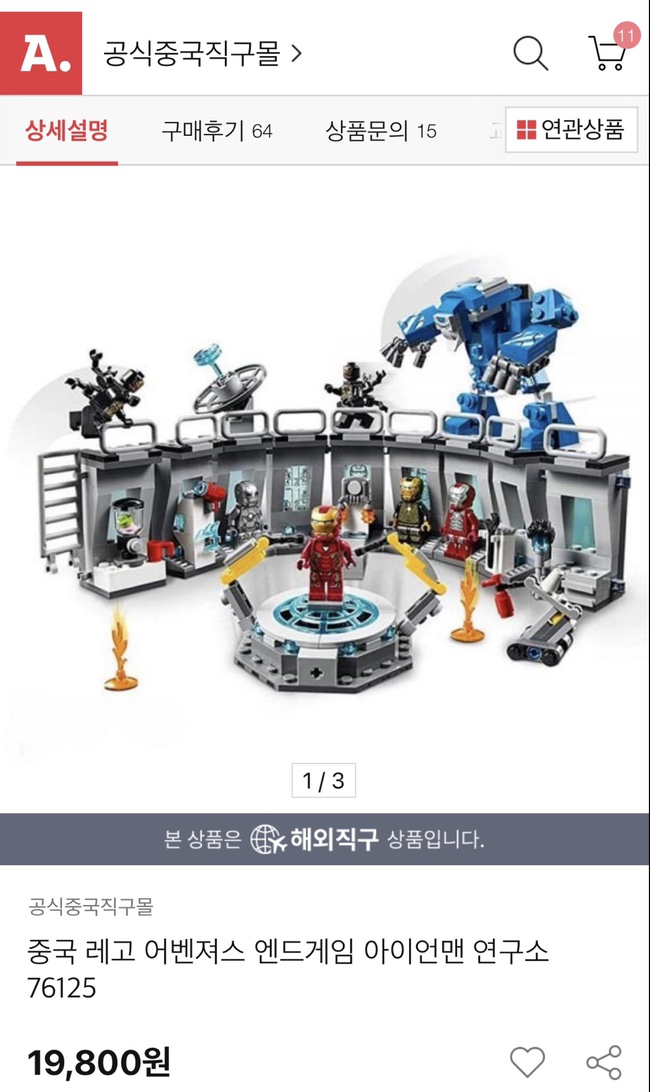 A.
공식중국직구몰 >
11
상세설명
구매후기 64
상품문의 15
연관상품
1 / 3
본 상품은 해외직구 상품입니다.
공식중국직구몰
중국 레고 어벤져스 엔드게임 아이언맨 연구소
76125
19,800원